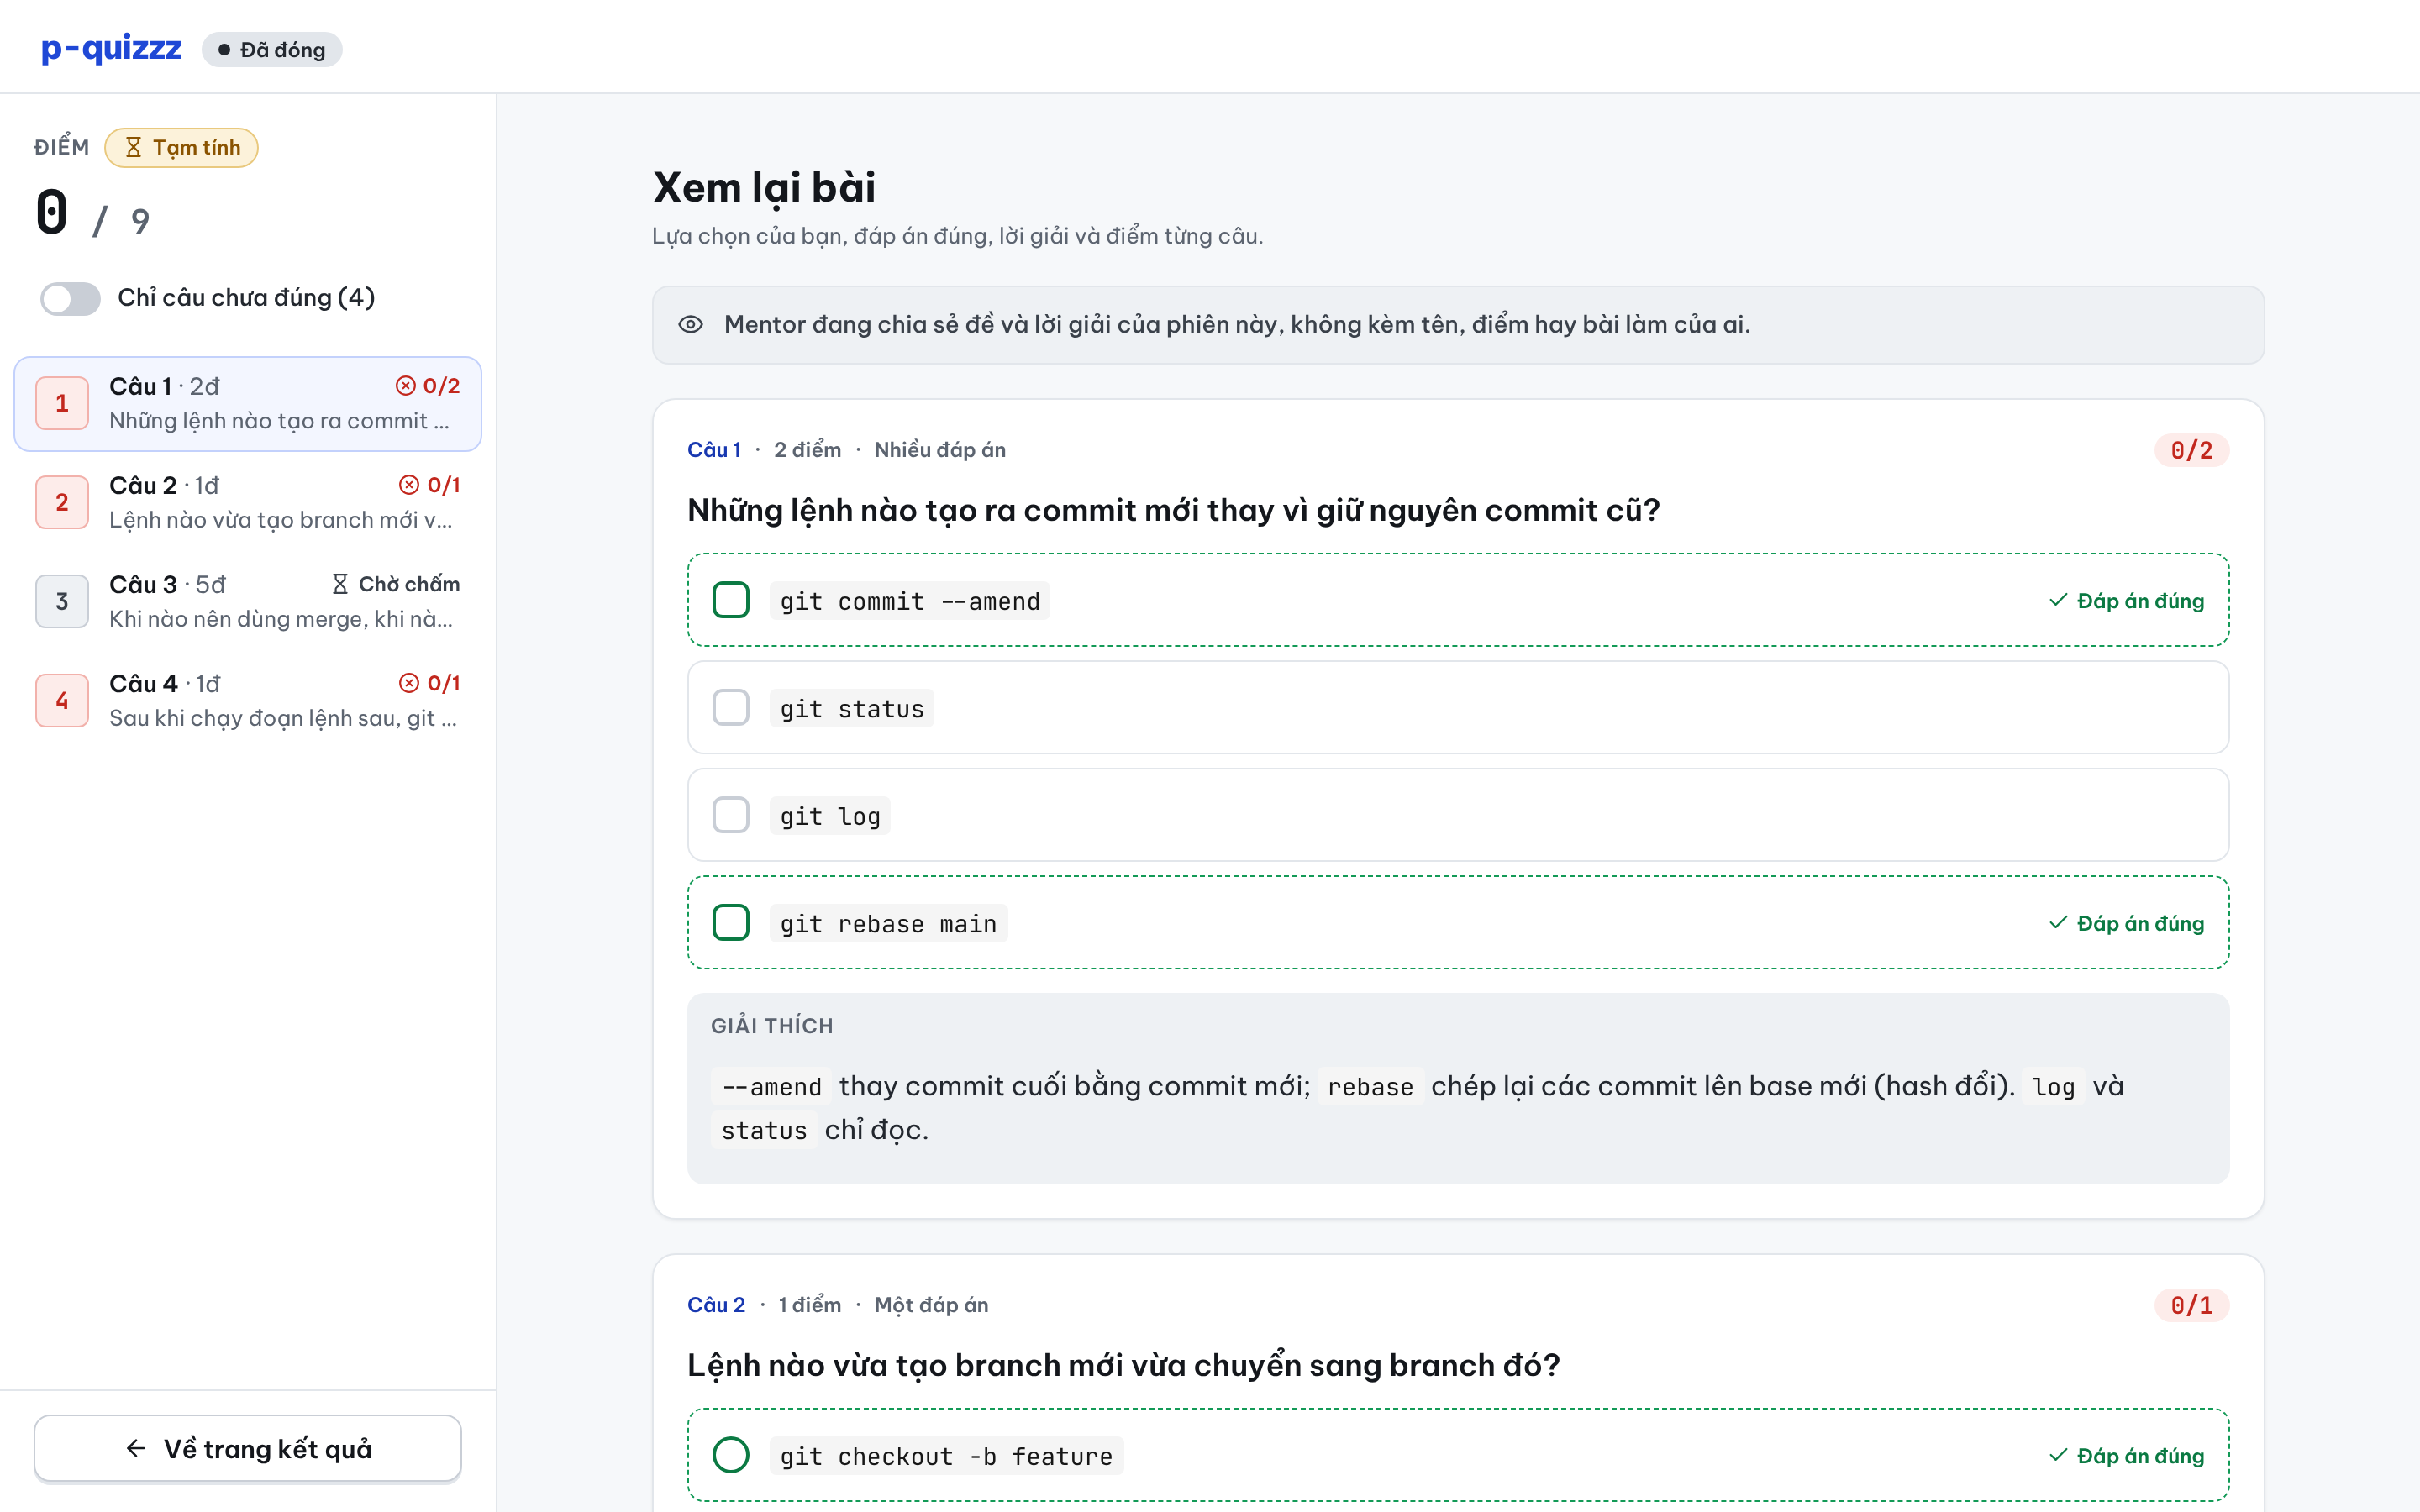 p-quizzz
Đã đóng
ĐIỂM
Tạm tính
0 / 9
Chỉ câu chưa đúng (4)
1
Câu 1 · 2đ
0/2
Những lệnh nào tạo ra commit ...
2
Câu 2 · 1đ
0/1
Lệnh nào vừa tạo branch mới v...
3
Câu 3 · 5đ
Chờ chấm
Khi nào nên dùng merge, khi nà...
4
Câu 4 · 1đ
0/1
Sau khi chạy đoạn lệnh sau, git ...
Về trang kết quả
Xem lại bài
Lựa chọn của bạn, đáp án đúng, lời giải và điểm từng câu.
Mentor đang chia sẻ đề và lời giải của phiên này, không kèm tên, điểm hay bài làm của ai.
Câu 1 · 2 điểm · Nhiều đáp án
0/2
Những lệnh nào tạo ra commit mới thay vì giữ nguyên commit cũ?
git commit --amend
Đáp án đúng
git status
git log
git rebase main
Đáp án đúng
GIẢI THÍCH
--amend thay commit cuối bằng commit mới; rebase chép lại các commit lên base mới (hash đổi). log và
status chỉ đọc.
Câu 2 · 1 điểm · Một đáp án
0/1
Lệnh nào vừa tạo branch mới vừa chuyển sang branch đó?
git checkout -b feature
Đáp án đúng